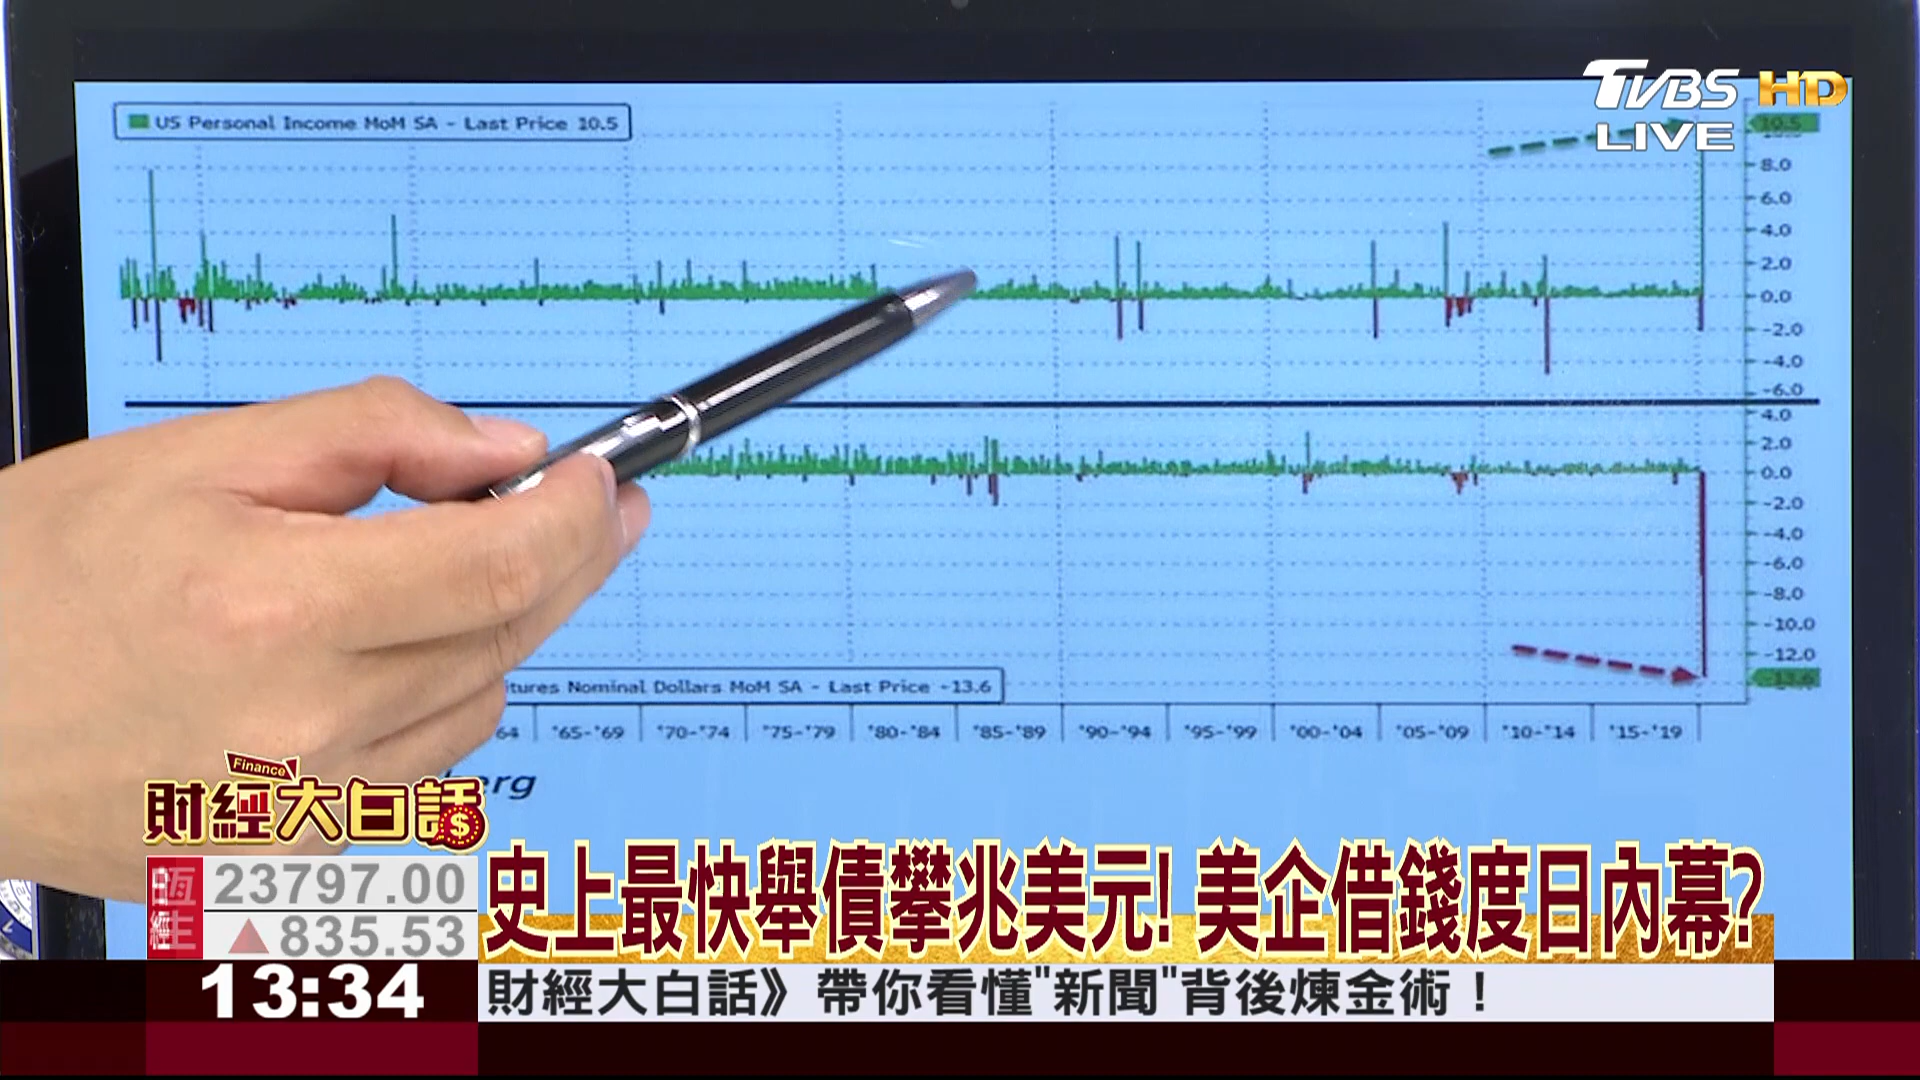 TVBS HD
LIVE
US Personal Income MoM SA - Last Price 10.5
10.5
8.0
6.0
4.0
2.0
0.0
-2.0
-4.0
-6.0
4.0
2.0
0.0
-2.0
-4.0
-6.0
-8.0
-10.0
-12.0
-13.6
itures Nominal Dollars MoM SA - Last Price -13.6
64 '65-'69 '70-'74 '75-'79 '80-'84 '85-'89 '90-'94 '95-'99 '00-'04 '05-'09 '10-'14 '15-'19
erg
Finance
財經大白話
23797.00
▲835.53
史上最快舉債攀兆美元! 美企借錢度日內幕?
13:34
財經大白話》帶你看懂"新聞"背後煉金術！